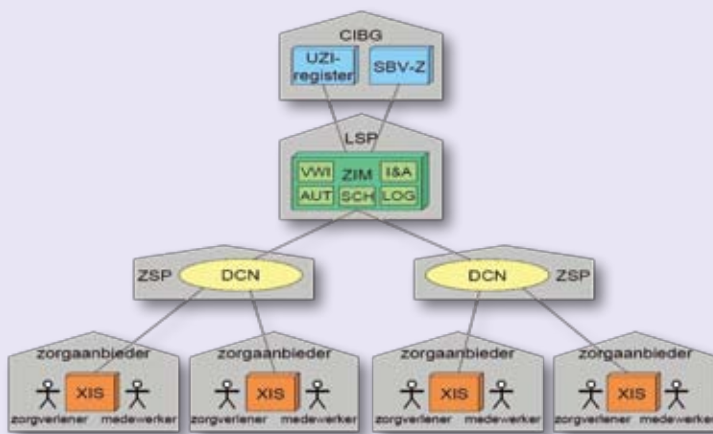 CIBG
UZI-
register
SBV-Z
LSP
VWI
ZIM
I&A
AUT
SCH
LOG
ZSP
DCN
DCN
ZSP
zorgaanbieder
XIS
zorgverlener medewerker
zorgaanbieder
XIS
zorgverlener medewerker
zorgaanbieder
XIS
zorgverlener medewerker
zorgaanbieder
XIS
zorgverlener medewerker